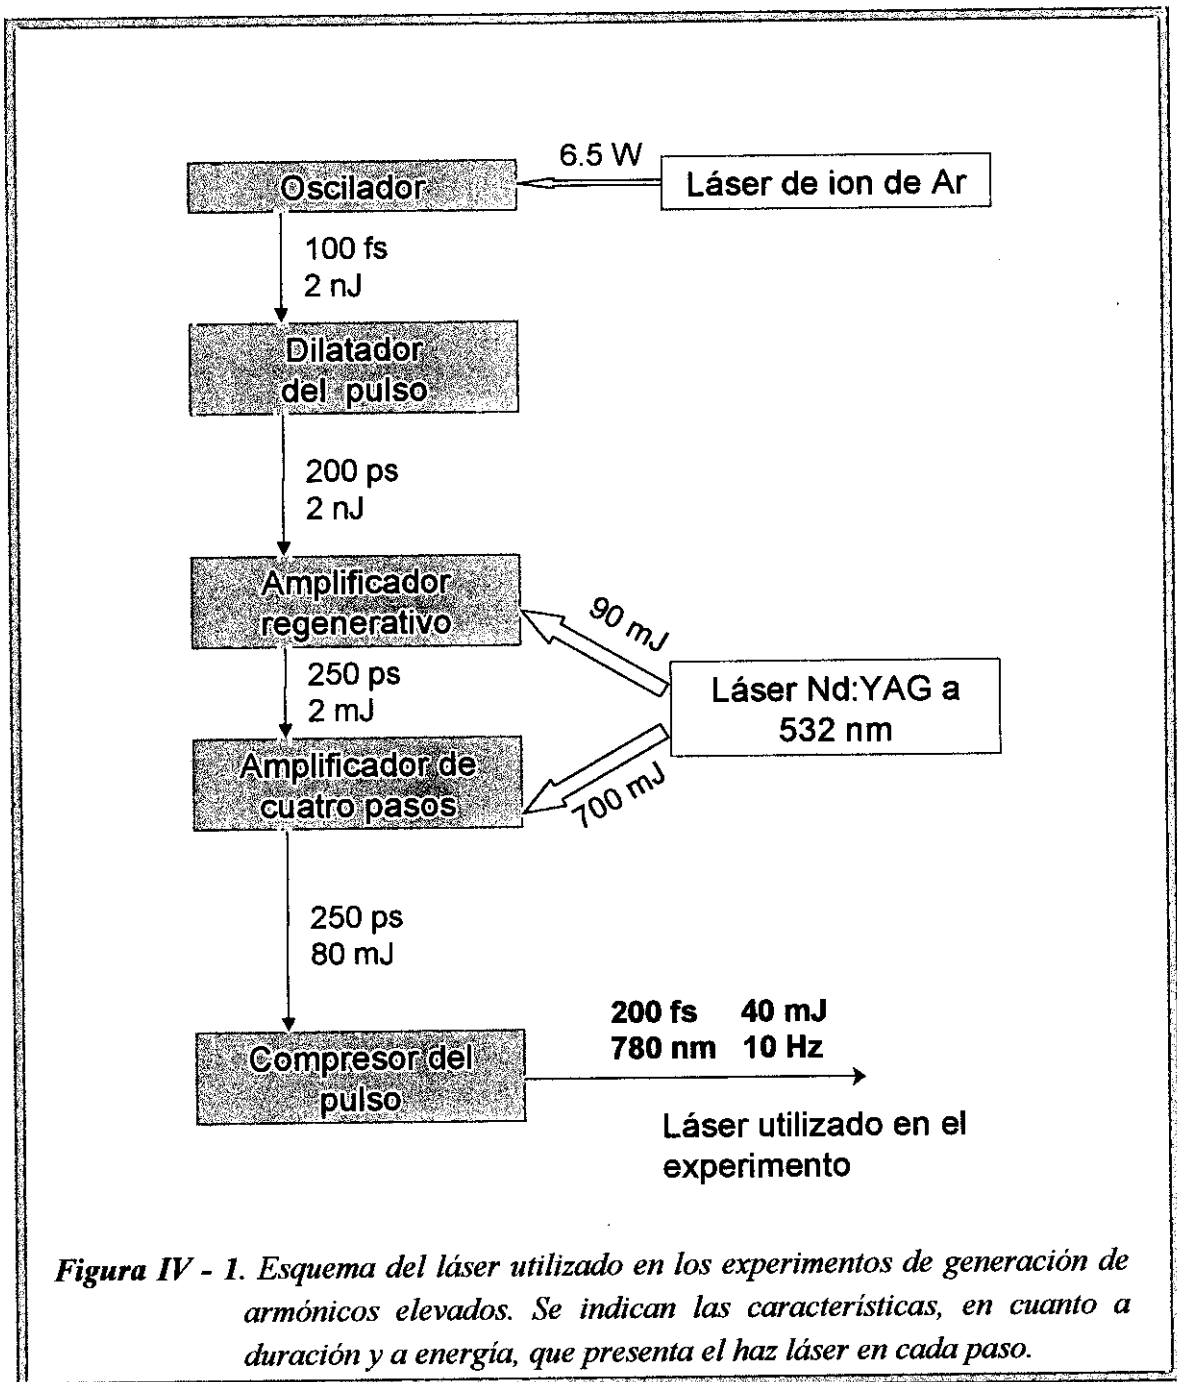 6.5 W
Oscilador
Láser de ion de Ar
100 fs
2 nJ
Dilatador
del pulso
200 ps
2 nJ
Amplificador
regenerativo
90 mJ
250 ps
2 mJ
Láser Nd:YAG a
532 nm
Amplificador de
cuatro pasos
700 mJ
250 ps
80 mJ
200 fs 40 mJ
780 nm 10 Hz
Compresor del
pulso
Láser utilizado en el
experimento
Figura IV - 1. Esquema del láser utilizado en los experimentos de generación de
armónicos elevados. Se indican las características, en cuanto a
duración y a energía, que presenta el haz láser en cada paso.